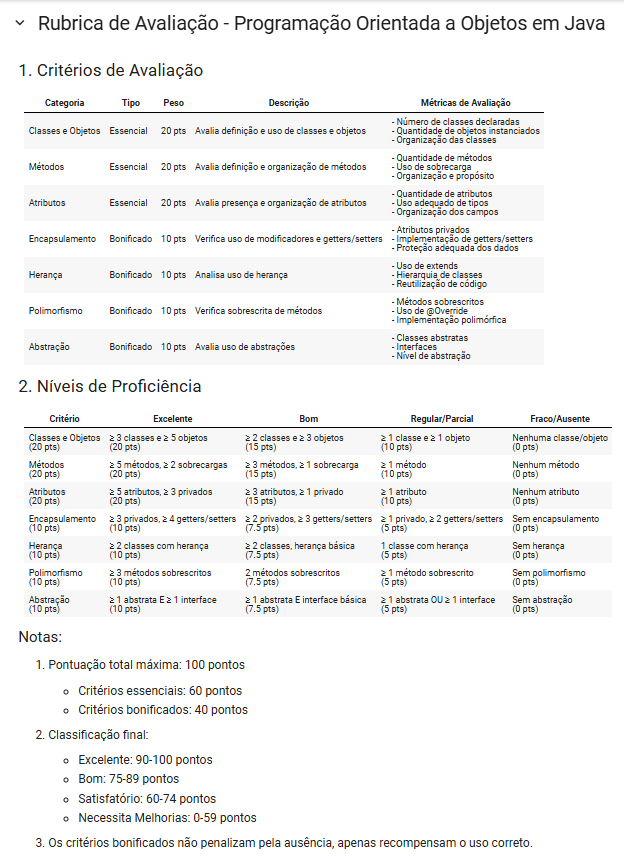 Rubrica de Avaliação - Programação Orientada a Objetos em Java
1. Critérios de Avaliação
Categoria Tipo Peso Descrição Métricas de Avaliação
Classes e Objetos Essencial 20 pts Avalia definição e uso de classes e objetos - Número de classes declaradas
- Quantidade de objetos instanciados
- Organização das classes
Métodos Essencial 20 pts Avalia definição e organização de métodos - Quantidade de métodos
- Uso de sobrecarga
- Organização e propósito
Atributos Essencial 20 pts Avalia presença e organização de atributos - Quantidade de atributos
- Uso adequado de tipos
- Organização dos campos
Encapsulamento Bonificado 10 pts Verifica uso de modificadores e getters/setters - Atributos privados
- Implementação de getters/setters
- Proteção adequada dos dados
Herança Bonificado 10 pts Analisa uso de herança - Uso de extends
- Hierarquia de classes
- Reutilização de código
Polimorfismo Bonificado 10 pts Verifica sobrescrita de métodos - Métodos sobrescritos
- Uso de @Override
- Implementação polimórfica
Abstração Bonificado 10 pts Avalia uso de abstrações - Classes abstratas
- Interfaces
- Nível de abstração
2. Níveis de Proficiência
Critério Excelente Bom Regular/Parcial Fraco/Ausente
Classes e Objetos ≥ 3 classes e ≥ 5 objetos ≥ 2 classes e ≥ 3 objetos ≥ 1 classe e ≥ 1 objeto Nenhuma classe/objeto
(20 pts) (20 pts) (15 pts) (10 pts) (0 pts)
Métodos ≥ 5 métodos, ≥ 2 sobrecargas ≥ 3 métodos, ≥ 1 sobrecarga ≥ 1 método Nenhum método
(20 pts) (20 pts) (15 pts) (10 pts) (0 pts)
Atributos ≥ 5 atributos, ≥ 3 privados ≥ 3 atributos, ≥ 1 privado ≥ 1 atributo Nenhum atributo
(20 pts) (20 pts) (15 pts) (10 pts) (0 pts)
Encapsulamento ≥ 3 privados, ≥ 4 getters/setters ≥ 2 privados, ≥ 3 getters/setters ≥ 1 privado, ≥ 2 getters/setters Sem encapsulamento
(10 pts) (10 pts) (7.5 pts) (5 pts) (0 pts)
Herança ≥ 2 classes com herança ≥ 2 classes, herança básica 1 classe com herança Sem herança
(10 pts) (10 pts) (7.5 pts) (5 pts) (0 pts)
Polimorfismo ≥ 3 métodos sobrescritos 2 métodos sobrescritos ≥ 1 método sobrescrito Sem polimorfismo
(10 pts) (10 pts) (7.5 pts) (5 pts) (0 pts)
Abstração ≥ 1 abstrata E ≥ 1 interface ≥ 1 abstrata E interface básica ≥ 1 abstrata OU ≥ 1 interface Sem abstração
(10 pts) (10 pts) (7.5 pts) (5 pts) (0 pts)
Notas:
1. Pontuação total máxima: 100 pontos
Critérios essenciais: 60 pontos
Critérios bonificados: 40 pontos
2. Classificação final:
Excelente: 90-100 pontos
Bom: 75-89 pontos
Satisfatório: 60-74 pontos
Necessita Melhorias: 0-59 pontos
3. Os critérios bonificados não penalizam pela ausência, apenas recompensam o uso correto.